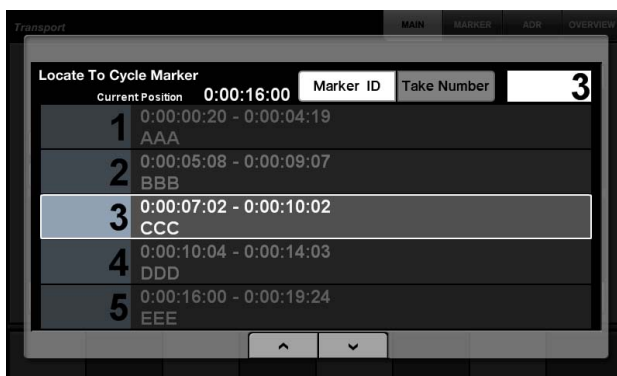 Transport
MAIN MARKER ADR OVERVIEW
Locate To Cycle Marker
Current Position 0:00:16:00
Marker ID Take Number 3
1 0:00:00:20 - 0:00:04:19
AAA
2 0:00:05:08 - 0:00:09:07
BBB
3 0:00:07:02 - 0:00:10:02
CCC
4 0:00:10:04 - 0:00:14:03
DDD
5 0:00:16:00 - 0:00:19:24
EEE